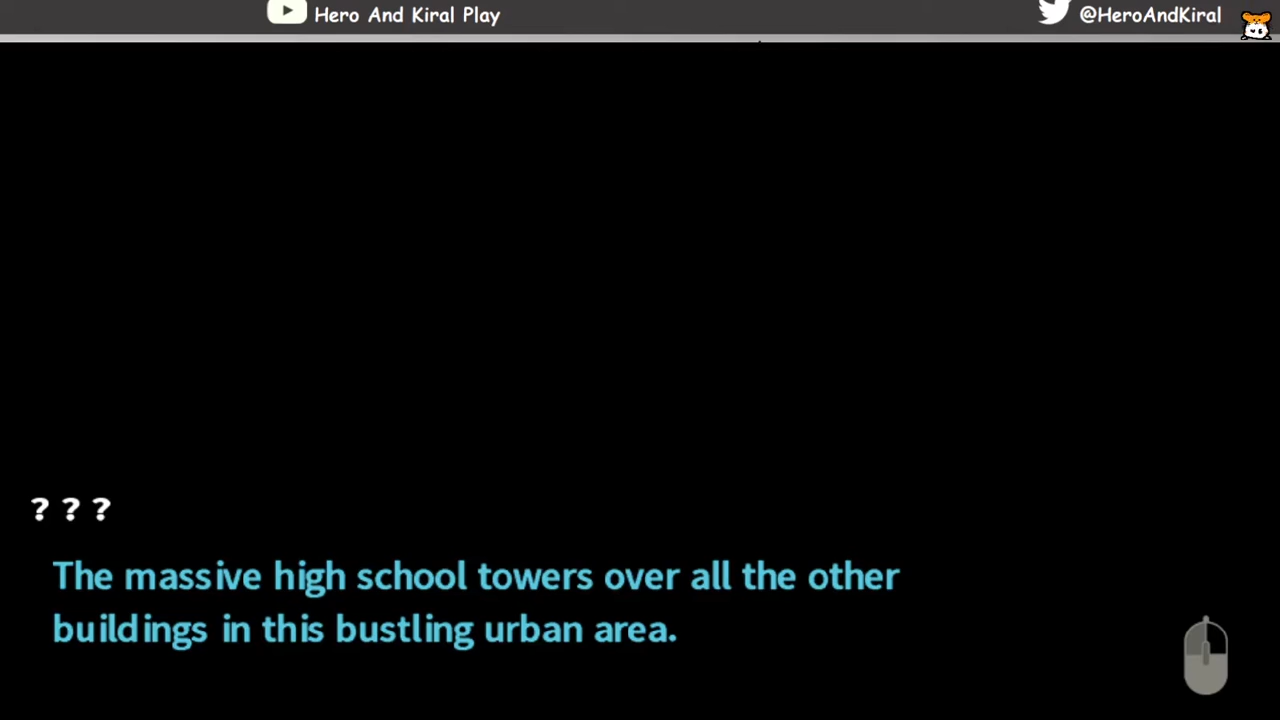 Hero And Kiral Play
@HeroAndKiral
? ? ?
The massive high school towers over all the other
buildings in this bustling urban area.